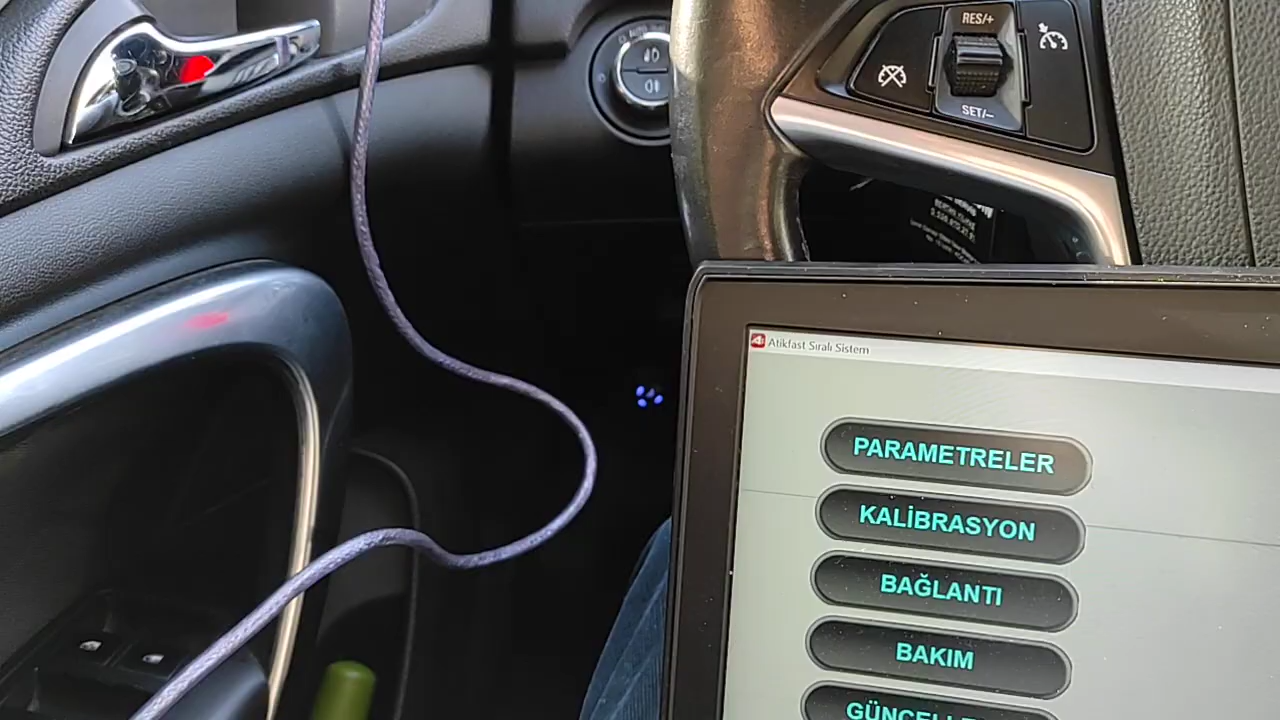 RES/+
SET/–
Atikfast Sıralı Sistem
PARAMETRELER
KALİBRASYON
BAĞLANTI
BAKIM